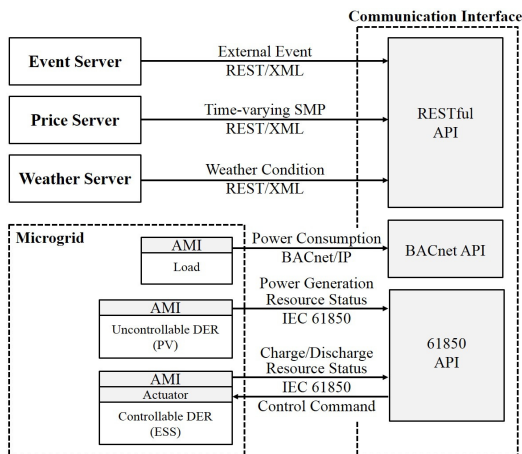 Communication Interface
Event Server
External Event
REST/XML
Price Server
Time-varying SMP
REST/XML
RESTful
API
Weather Server
Weather Condition
REST/XML
Microgrid
AMI
Load
Power Consumption
BACnet/IP
BACnet API
AMI
Uncontrollable DER
(PV)
Power Generation
Resource Status
IEC 61850
61850
API
AMI
Actuator
Controllable DER
(ESS)
Charge/Discharge
Resource Status
IEC 61850
Control Command